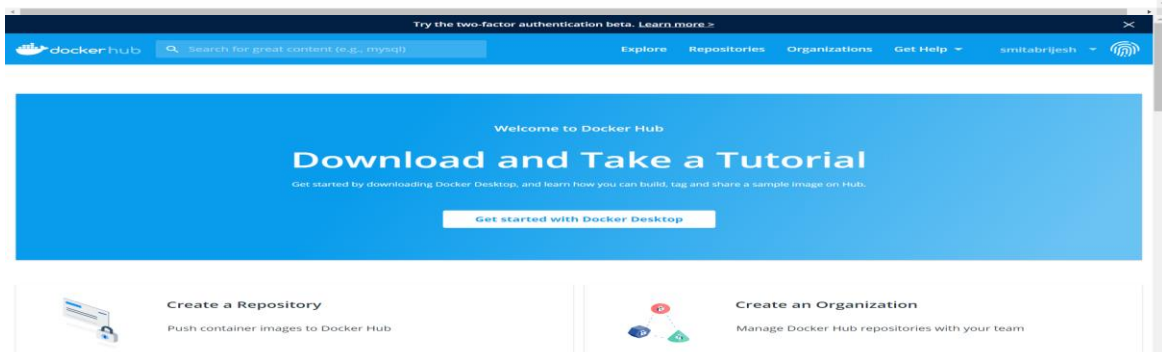 Try the two-factor authentication beta. Learn more >
dockerhub Search for great content (e.g., mysql) Explore Repositories Organizations Get Help smitabrijesh
Welcome to Docker Hub
Download and Take a Tutorial
Get started by downloading Docker Desktop, and learn how you can build, tag and share a sample image on Hub.
Get started with Docker Desktop
Create a Repository
Push container images to Docker Hub
Create an Organization
Manage Docker Hub repositories with your team